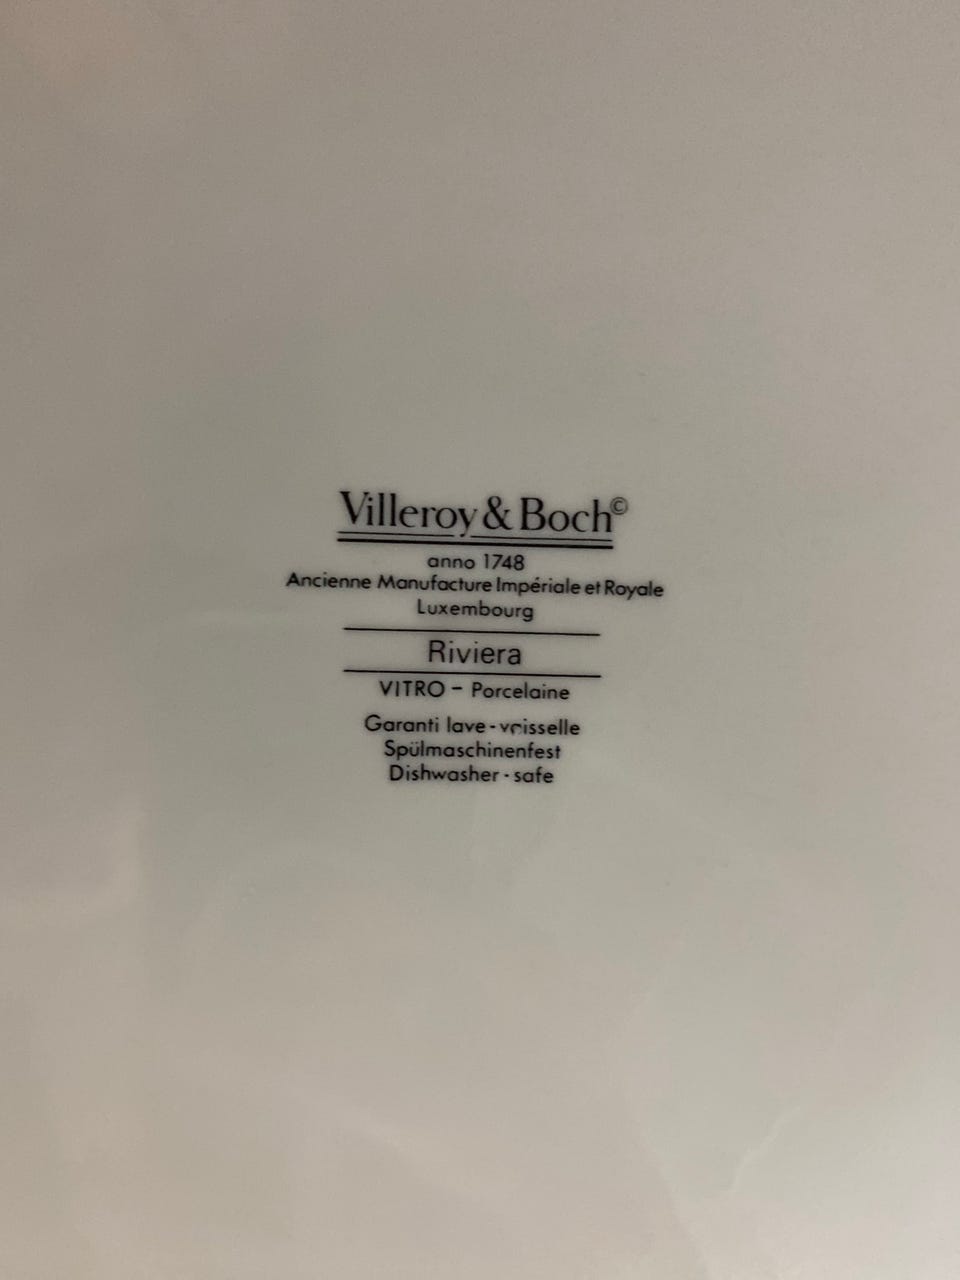 Villeroy & Boch©
anno 1748
Ancienne Manufacture Impériale et Royale
Luxembourg
Riviera
VITRO - Porcelaine
Garanti lave-vaisselle
Spülmaschinenfest
Dishwasher-safe